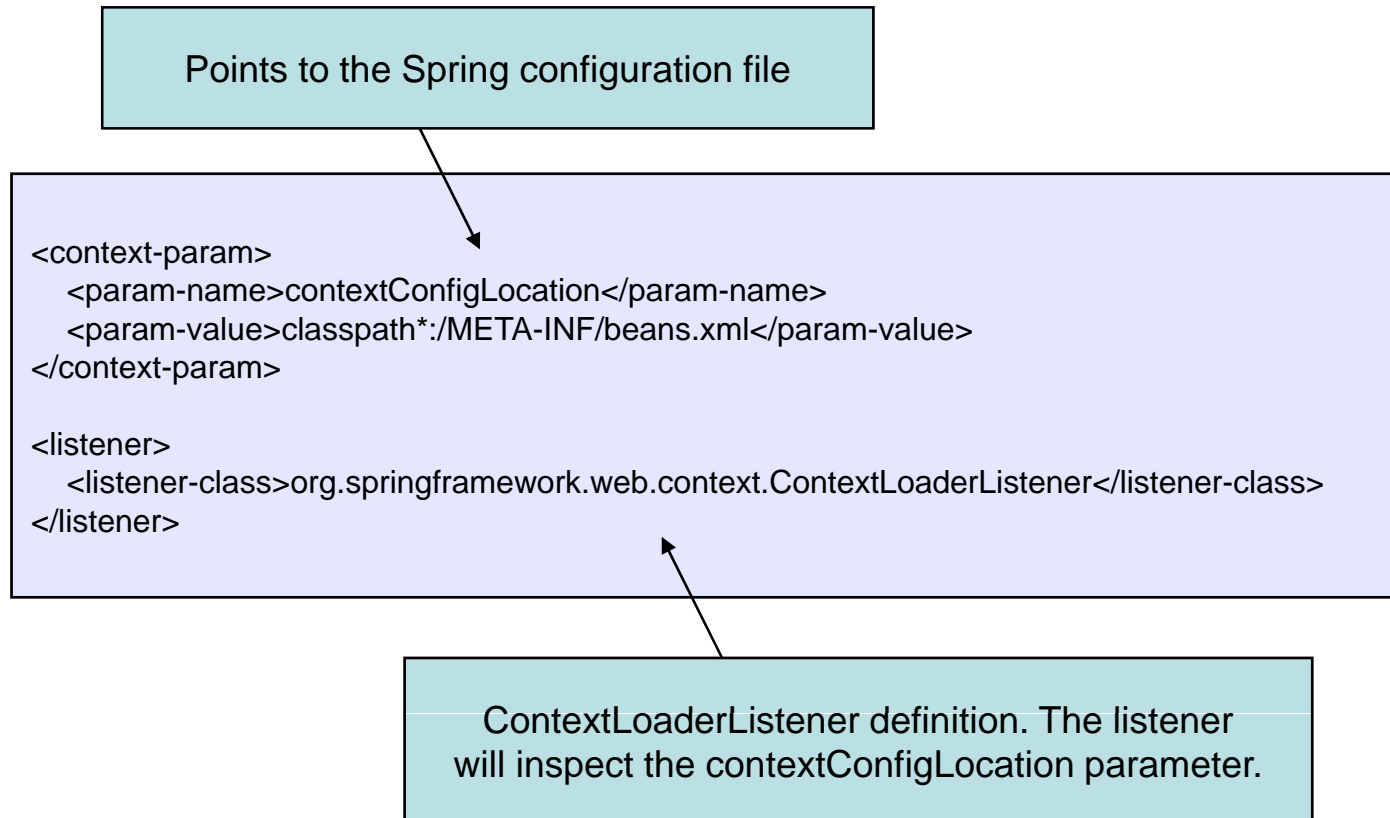 Points to the Spring configuration file
<context-param>
<param-name>contextConfigLocation</param-name>
<param-value>classpath*:/META-INF/beans.xml</param-value>
</context-param>
<listener>
<listener-class>org.springframework.web.context.ContextLoaderListener</listener-class>
</listener>
ContextLoaderListener definition. The listener
will inspect the contextConfigLocation parameter.